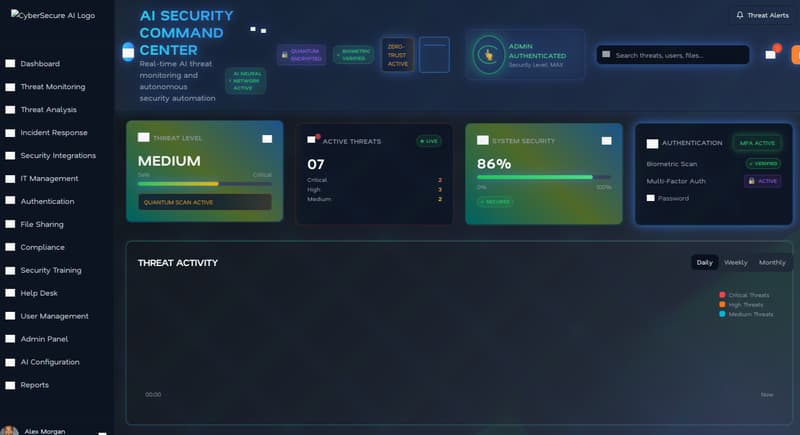 CyberSecure AI Logo
Dashboard
Threat Monitoring
Threat Analysis
Incident Response
Security Integrations
IT Management
Authentication
File Sharing
Compliance
Security Training
Help Desk
User Management
Admin Panel
AI Configuration
Reports
Alex Morgan
AI SECURITY
COMMAND
CENTER
Real-time AI threat
monitoring and
autonomous
security automation
AI NEURAL
NETWORK
ACTIVE
QUANTUM
ENCRYPTED
BIOMETRIC
VERIFIED
ZERO-
TRUST
ACTIVE
ADMIN
AUTHENTICATED
Security Level: MAX
Search threats, users, files...
Threat Alerts
THREAT LEVEL
MEDIUM
Safe
Critical
QUANTUM SCAN ACTIVE
ACTIVE THREATS
LIVE
07
Critical 2
High 3
Medium 2
SYSTEM SECURITY
86%
0% 100%
SECURED
AUTHENTICATION
MFA ACTIVE
Biometric Scan
VERIFIED
Multi-Factor Auth
ACTIVE
Password
THREAT ACTIVITY
Daily Weekly Monthly
Critical Threats
High Threats
Medium Threats
00:00
Now